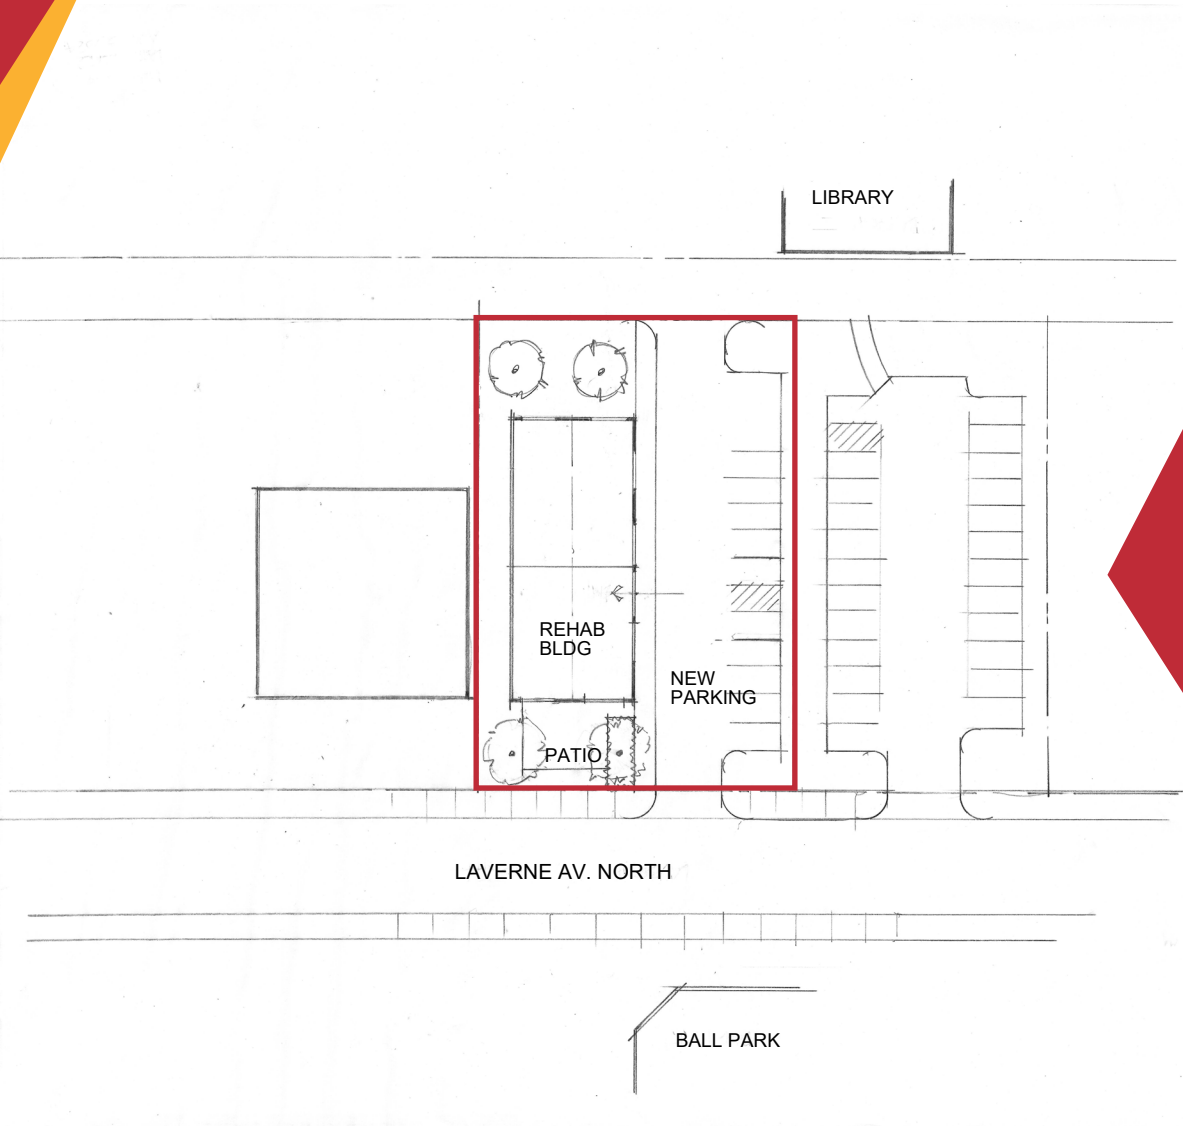 LIBRARY
REHAB
BLDG
NEW
PARKING
PATIO
LAVERNE AV. NORTH
BALL PARK